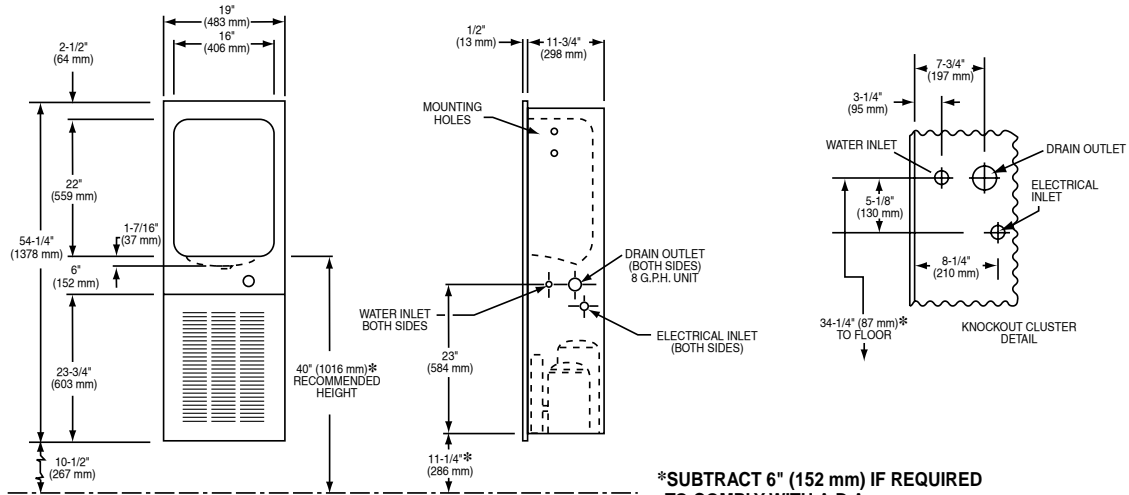 19"
(483 mm)
16"
(406 mm)
2-1/2"
(64 mm)
22"
(559 mm)
1-7/16"
(37 mm)
54-1/4"
(1378 mm)
6"
(152 mm)
23-3/4"
(603 mm)
10-1/2"
(267 mm)
40" (1016 mm)*
RECOMMENDED
HEIGHT
1/2"
(13 mm)
11-3/4"
(298 mm)
MOUNTING
HOLES
DRAIN OUTLET
(BOTH SIDES)
8 G.P.H. UNIT
WATER INLET
BOTH SIDES
ELECTRICAL INLET
(BOTH SIDES)
23"
(584 mm)
11-1/4"*
(286 mm)
7-3/4"
(197 mm)
3-1/4"
(95 mm)
WATER INLET
DRAIN OUTLET
ELECTRICAL
INLET
5-1/8"
(130 mm)
8-1/4"
(210 mm)
34-1/4" (87 mm)*
TO FLOOR
KNOCKOUT CLUSTER
DETAIL
*SUBTRACT 6" (152 mm) IF REQUIRED
TO COMPLY WITH A.D.A.